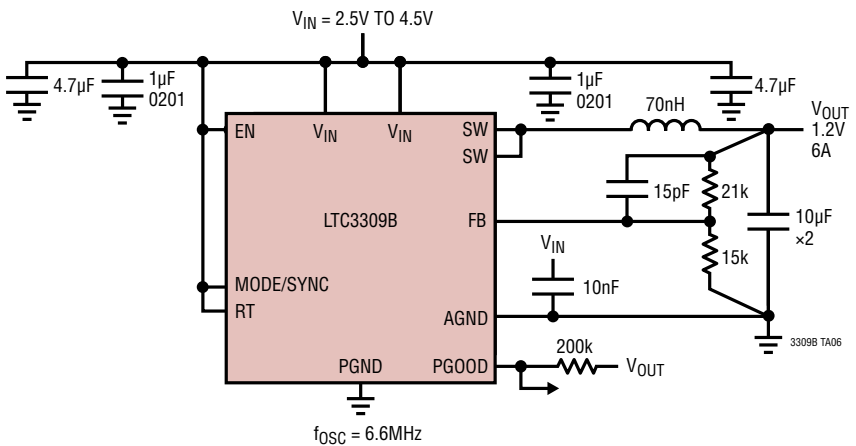 VIN = 2.5V TO 4.5V
4.7µF
1µF
0201
1µF
0201
4.7µF
70nH
VOUT
1.2V
6A
EN
VIN
VIN
SW
SW
15pF
21k
LTC3309B
FB
10µF
×2
15k
VIN
10nF
MODE/SYNC
RT
AGND
3309B TA06
PGND
PGOOD
200k
VOUT
fOSC = 6.6MHz